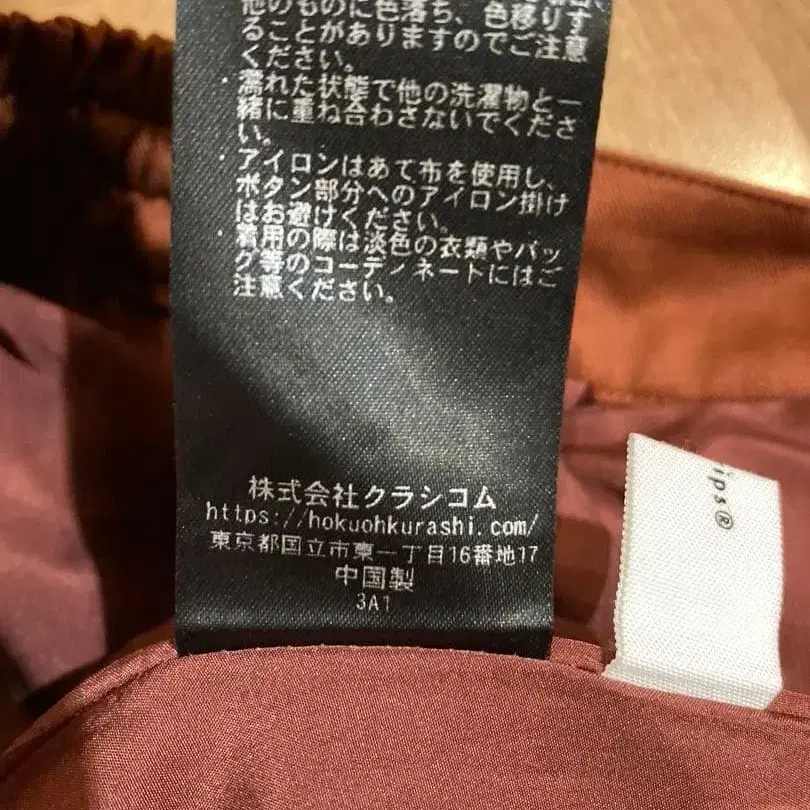 他のものに色落ち、色移りす
ることがありますのでご注意
ください。
・濡れた状態で他の洗濯物と一
緒に重ね合わさないでくださ
い。
・アイロンはあて布を使用し、
ボタン部分へのアイロン掛け
はお避けください。
着用の際は淡色の衣類やバッ
グ等のコーディネートにはご
注意ください。
株式会社クラシコム
https://hokuohkurashi.com/
東京都国立市東一丁目16番地17
中国製
3A1
ips®